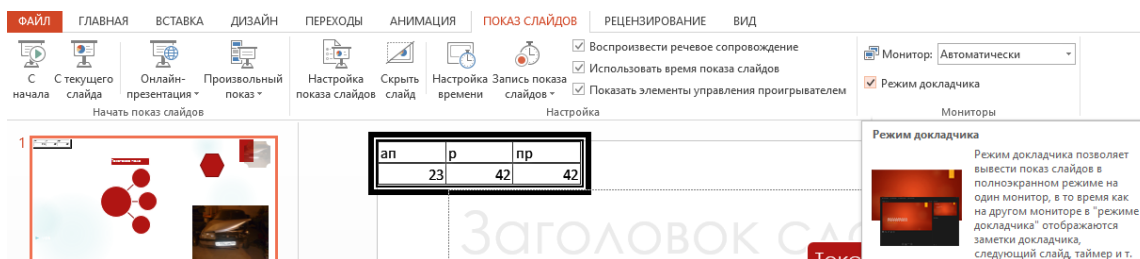 ФАЙЛ ГЛАВНАЯ ВСТАВКА ДИЗАЙН ПЕРЕХОДЫ АНИМАЦИЯ ПОКАЗ СЛАЙДОВ РЕЦЕНЗИРОВАНИЕ ВИД
С начала
С текущего слайда
Онлайн-презентация
Произвольный показ
Начать показ слайдов
Настройка показа слайдов
Скрыть слайд
Настройка времени
Запись показа слайдов
Воспроизвести речевое сопровождение
Использовать время показа слайдов
Показать элементы управления проигрывателем
Настройка
Монитор: Автоматически
Режим докладчика
Мониторы
1
ап р пр
23 42 42
Заголовок
Режим докладчика
Режим докладчика позволяет
вывести показ слайдов в
полноэкранном режиме на
один монитор, в то время как
на другом мониторе в "режиме
докладчика" отображаются
заметки докладчика,
следующий слайд, таймер и т.